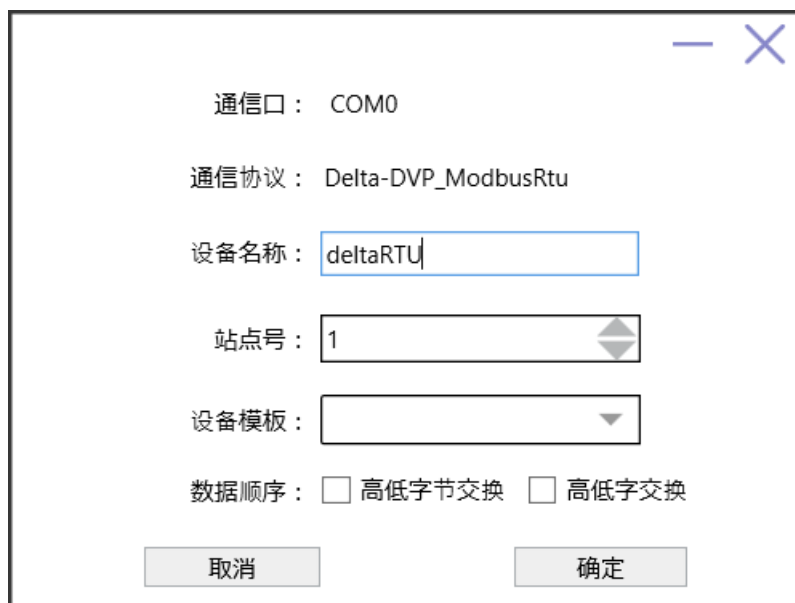 通信口： COM0
通信协议： Delta-DVP_ModbusRtu
设备名称： deltaRTU
站点号： 1
设备模板：
数据顺序： 高低字节交换 高低字交换
取消 确定